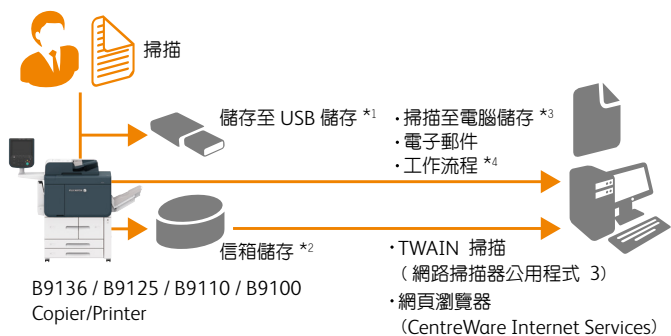 掃描
儲存至 USB 儲存 *1
·掃描至電腦儲存 *3
·電子郵件
·工作流程 *4
信箱儲存 *2
·TWAIN 掃描
( 網路掃描器公用程式 3)
·網頁瀏覽器
(CentreWare Internet Services)
B9136 / B9125 / B9110 / B9100
Copier/Printer